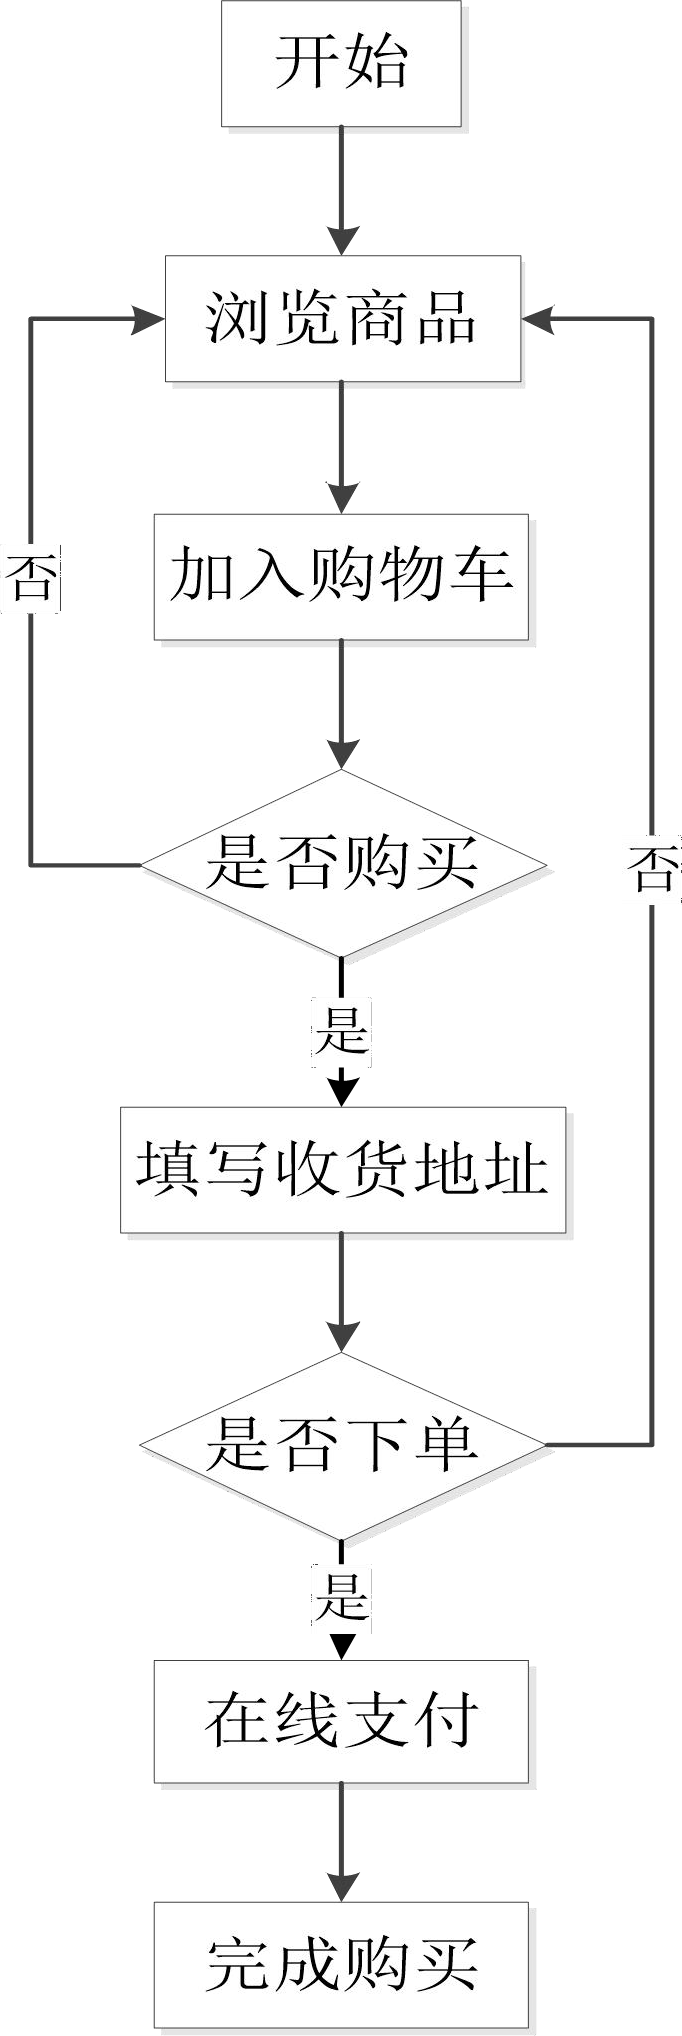 开始
浏览商品
加入购物车
否
是否购买
否
是
填写收货地址
是否下单
是
在线支付
完成购买